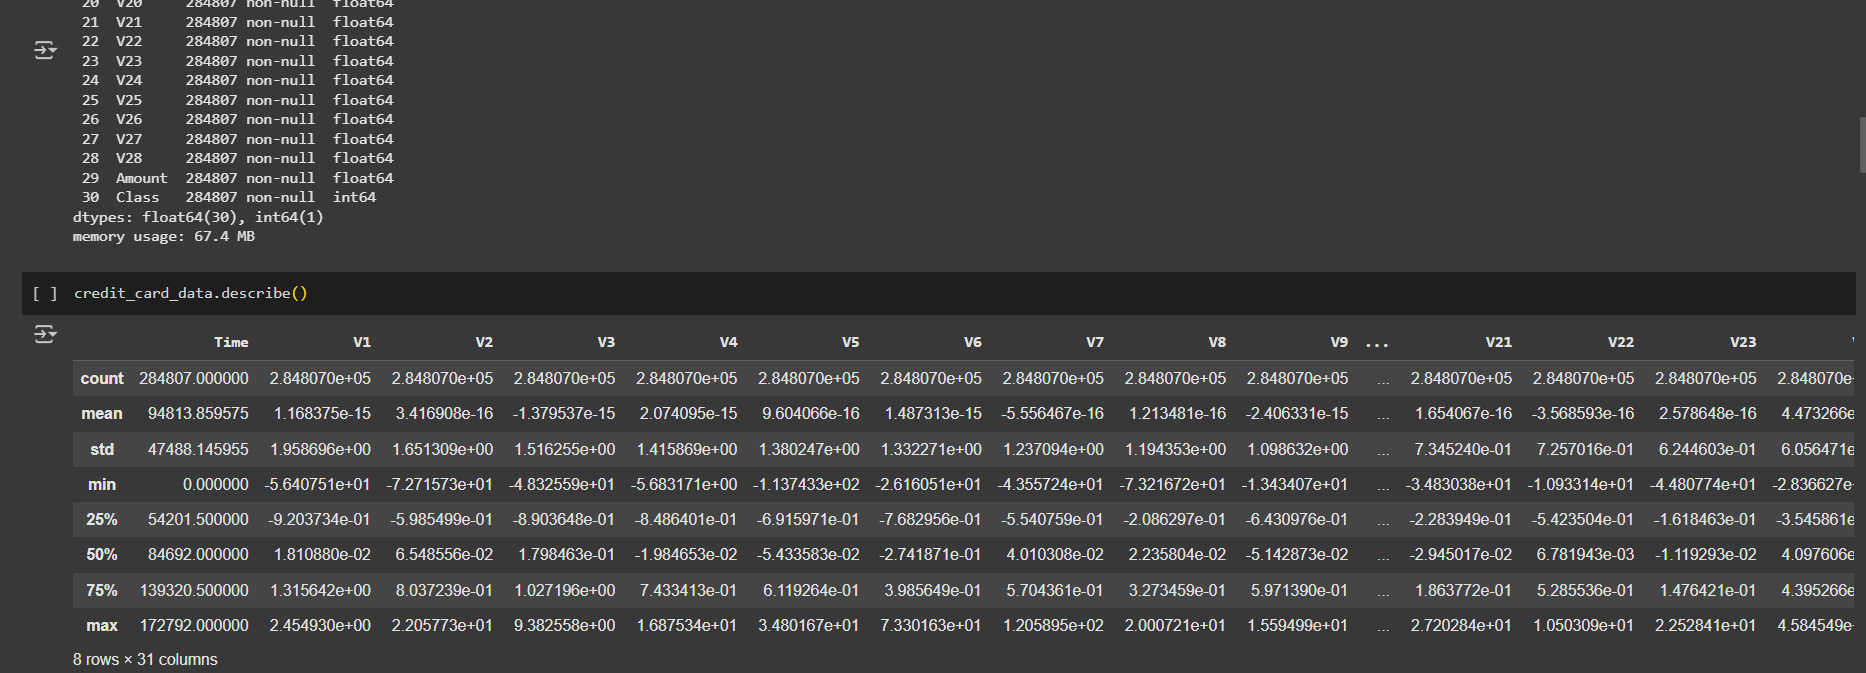 20 V20 284807 non-null float64
21 V21 284807 non-null float64
22 V22 284807 non-null float64
23 V23 284807 non-null float64
24 V24 284807 non-null float64
25 V25 284807 non-null float64
26 V26 284807 non-null float64
27 V27 284807 non-null float64
28 V28 284807 non-null float64
29 Amount 284807 non-null float64
30 Class 284807 non-null int64
dtypes: float64(30), int64(1)
memory usage: 67.4 MB
[ ] credit_card_data.describe()
Time V1 V2 V3 V4 V5 V6 V7 V8 V9 ... V21 V22 V23
count 284807.000000 2.848070e+05 2.848070e+05 2.848070e+05 2.848070e+05 2.848070e+05 2.848070e+05 2.848070e+05 2.848070e+05 2.848070e+05 ... 2.848070e+05 2.848070e+05 2.848070e+05 2.848070e
mean 94813.859575 1.168375e-15 3.416908e-16 -1.379537e-15 2.074095e-15 9.604066e-16 1.487313e-15 -5.556467e-16 1.213481e-16 -2.406331e-15 ... 1.654067e-16 -3.568593e-16 2.578648e-16 4.473266e
std 47488.145955 1.958696e+00 1.651309e+00 1.516255e+00 1.415869e+00 1.380247e+00 1.332271e+00 1.237094e+00 1.194353e+00 1.098632e+00 ... 7.345240e-01 7.257016e-01 6.244603e-01 6.056471e
min 0.000000 -5.640751e+01 -7.271573e+01 -4.832559e+01 -5.683171e+00 -1.137433e+02 -2.616051e+01 -4.355724e+01 -7.321672e+01 -1.343407e+01 ... -3.483038e+01 -1.093314e+01 -4.480774e+01 -2.836627e
25% 54201.500000 -9.203734e-01 -5.985499e-01 -8.903648e-01 -8.486401e-01 -6.915971e-01 -7.682956e-01 -5.540759e-01 -2.086297e-01 -6.430976e-01 ... -2.283949e-01 -5.423504e-01 -1.618463e-01 -3.545861e
50% 84692.000000 1.810880e-02 6.548556e-02 1.798463e-01 -1.984653e-02 -5.433583e-02 -2.741871e-01 4.010308e-02 2.235804e-02 -5.142873e-02 ... -2.945017e-02 6.781943e-03 -1.119293e-02 4.097606e
75% 139320.500000 1.315642e+00 8.037239e-01 1.027196e+00 7.433413e-01 6.119264e-01 3.985649e-01 5.704361e-01 3.273459e-01 5.971390e-01 ... 1.863772e-01 5.285536e-01 1.476421e-01 4.395266e
max 172792.000000 2.454930e+00 2.205773e+01 9.382558e+00 1.687534e+01 3.480167e+01 7.330163e+01 1.205895e+02 2.000721e+01 1.559499e+01 ... 2.720284e+01 1.050309e+01 2.252841e+01 4.584549e
8 rows × 31 columns